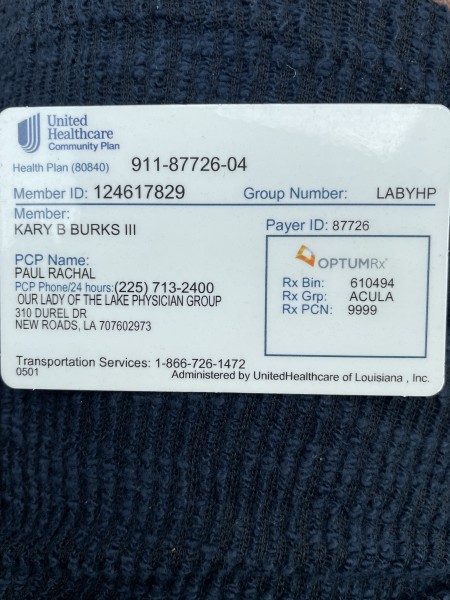 United
Healthcare
Community Plan
Health Plan (80840) 911-87726-04
Member ID: 124617829 Group Number: LABYHP
Member:
KARY B BURKS III
Payer ID: 87726
PCP Name:
PAUL RACHAL
PCP Phone/24 hours:(225) 713-2400
OUR LADY OF THE LAKE PHYSICIAN GROUP
310 DUREL DR
NEW ROADS, LA 707602973
OPTUMRx
Rx Bin: 610494
Rx Grp: ACULA
Rx PCN: 9999
Transportation Services: 1-866-726-1472
0501 Administered by UnitedHealthcare of Louisiana , Inc.